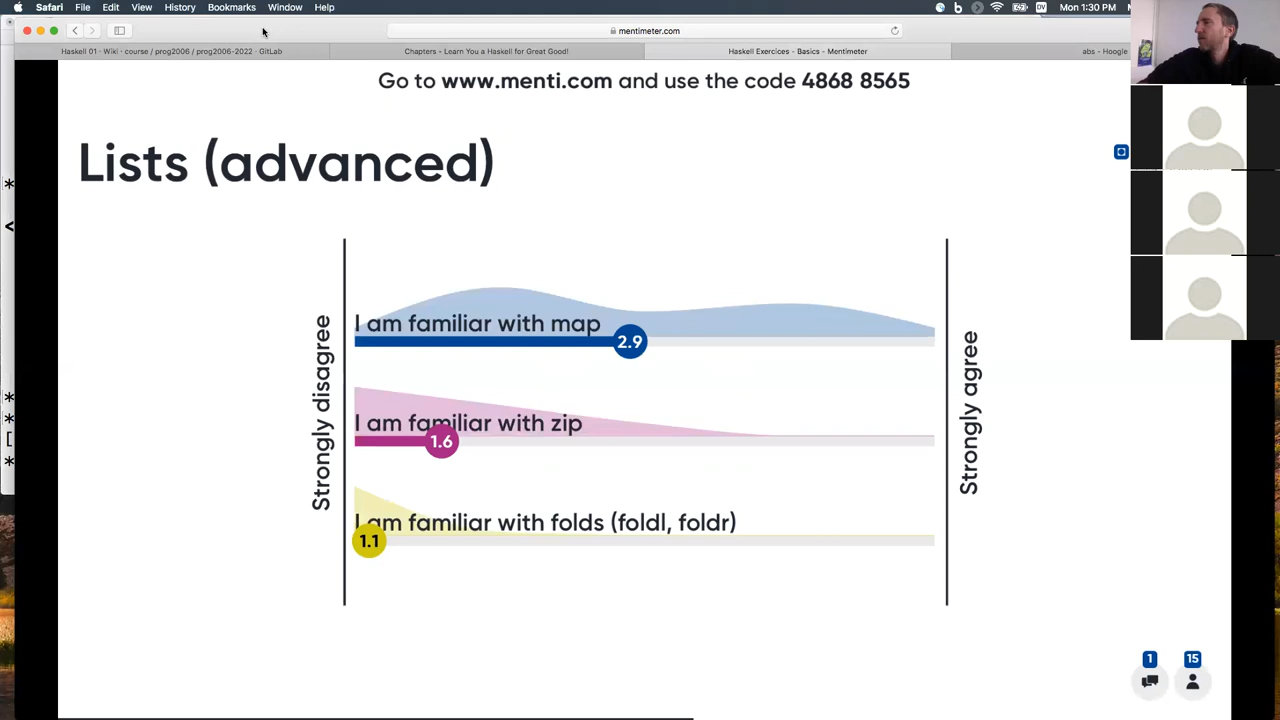 Safari File Edit View History Bookmarks Window Help
Mon 1:30 PM
mentimeter.com
Haskell 01 · Wiki · course / prog2006 / prog2006-2022 · GitLab
Chapters - Learn You a Haskell for Great Good!
Haskell Exercices - Basics - Mentimeter
abs - Hoogle
Go to www.menti.com and use the code 4868 8565
Lists (advanced)
Strongly disagree
I am familiar with map
2.9
I am familiar with zip
1.6
I am familiar with folds (foldl, foldr)
1.1
Strongly agree
1
15